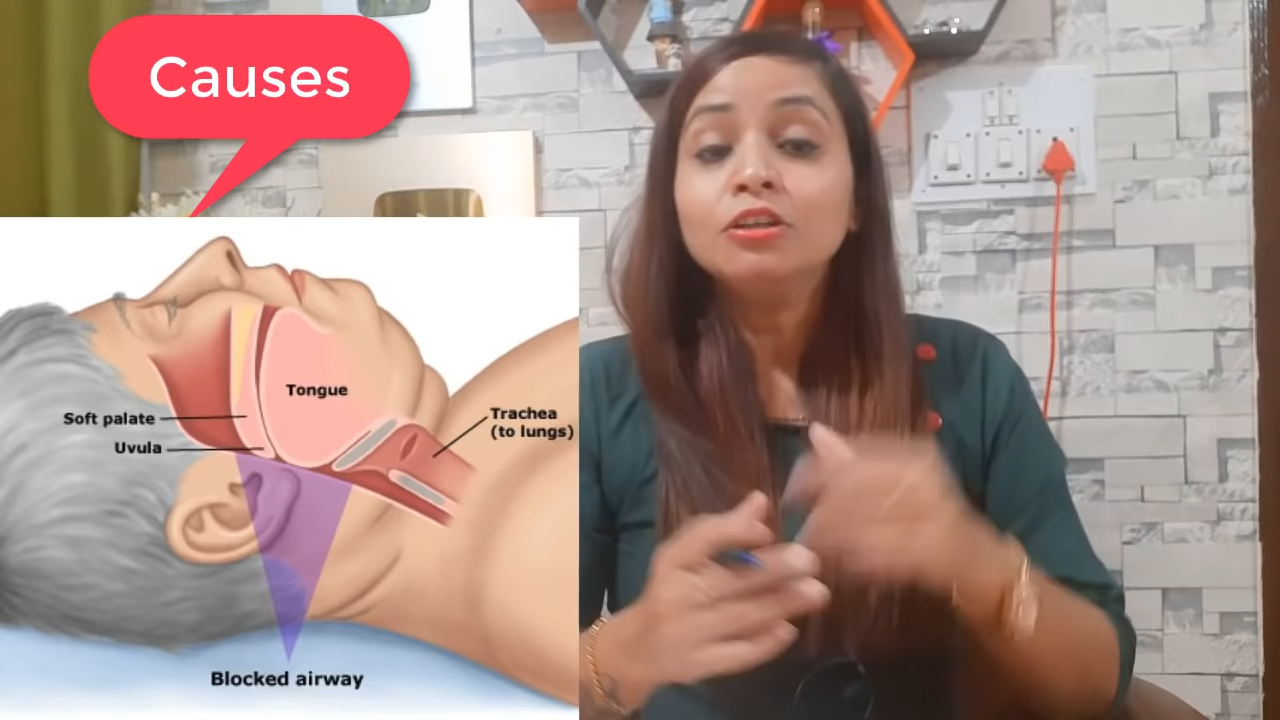 Causes
Tongue
Soft palate
Trachea
(to lungs)
Uvula
Blocked airway